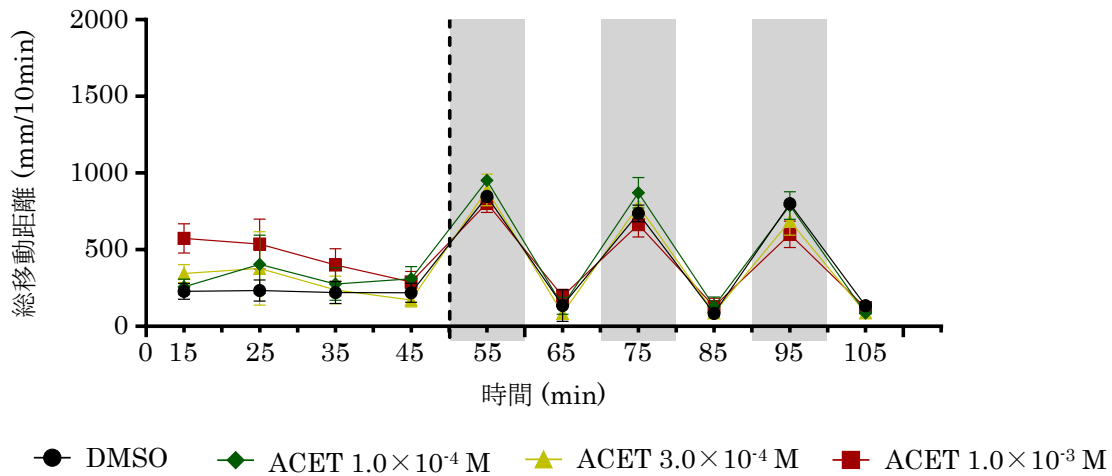 2000
1500
1000
500
0
総移動距離 (mm/10min)
0 15 25 35 45 55 65 75 85 95 105
時間 (min)
DMSO ACET 1.0×10⁻⁴ M ACET 3.0×10⁻⁴ M ACET 1.0×10⁻³ M